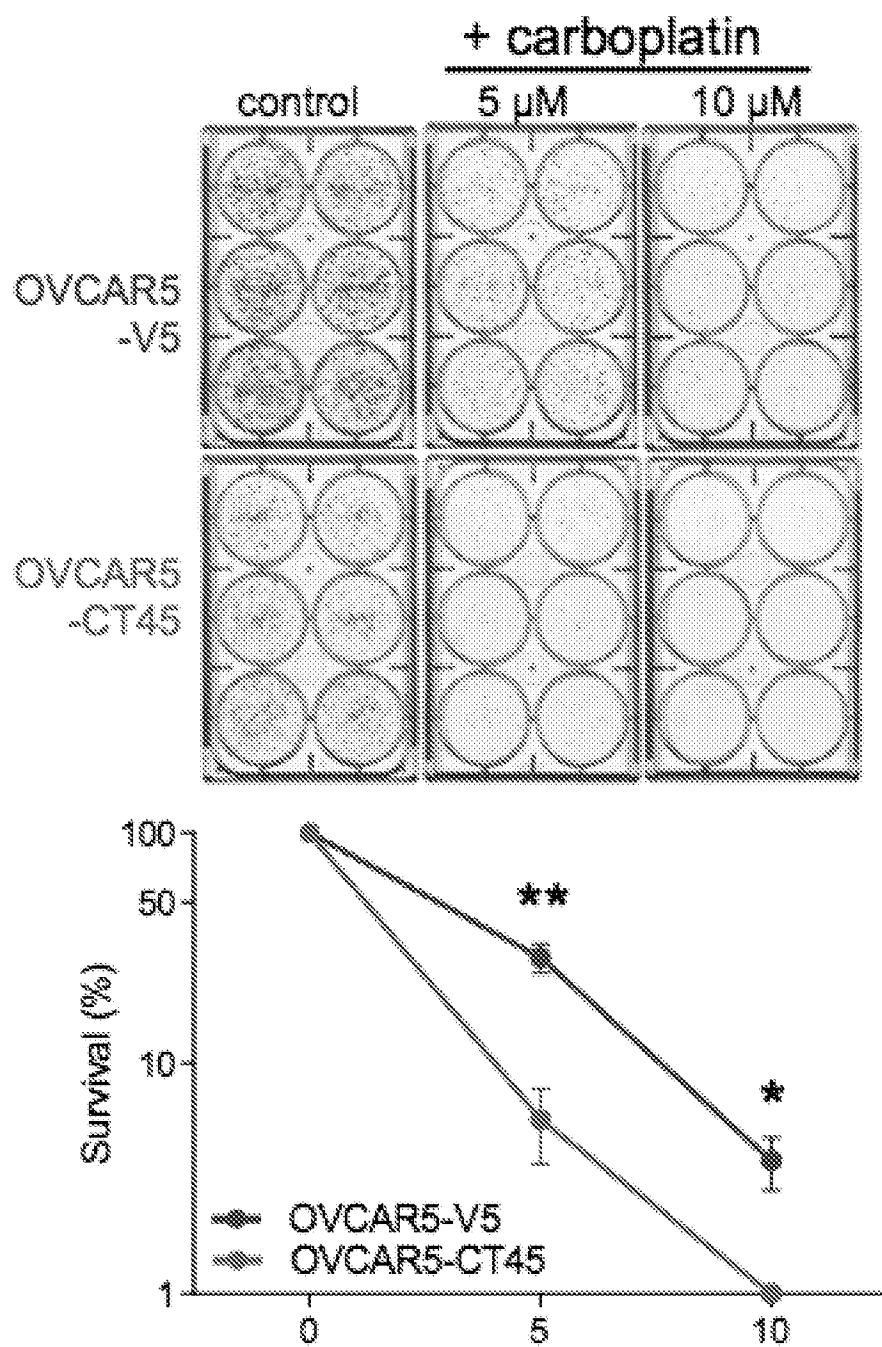 + carboplatin
control 5 µM 10 µM
OVCAR5
-V5
OVCAR5
-CT45
100
50
**
Survival (%)
10
*
OVCAR5-V5
OVCAR5-CT45
1
0 5 10